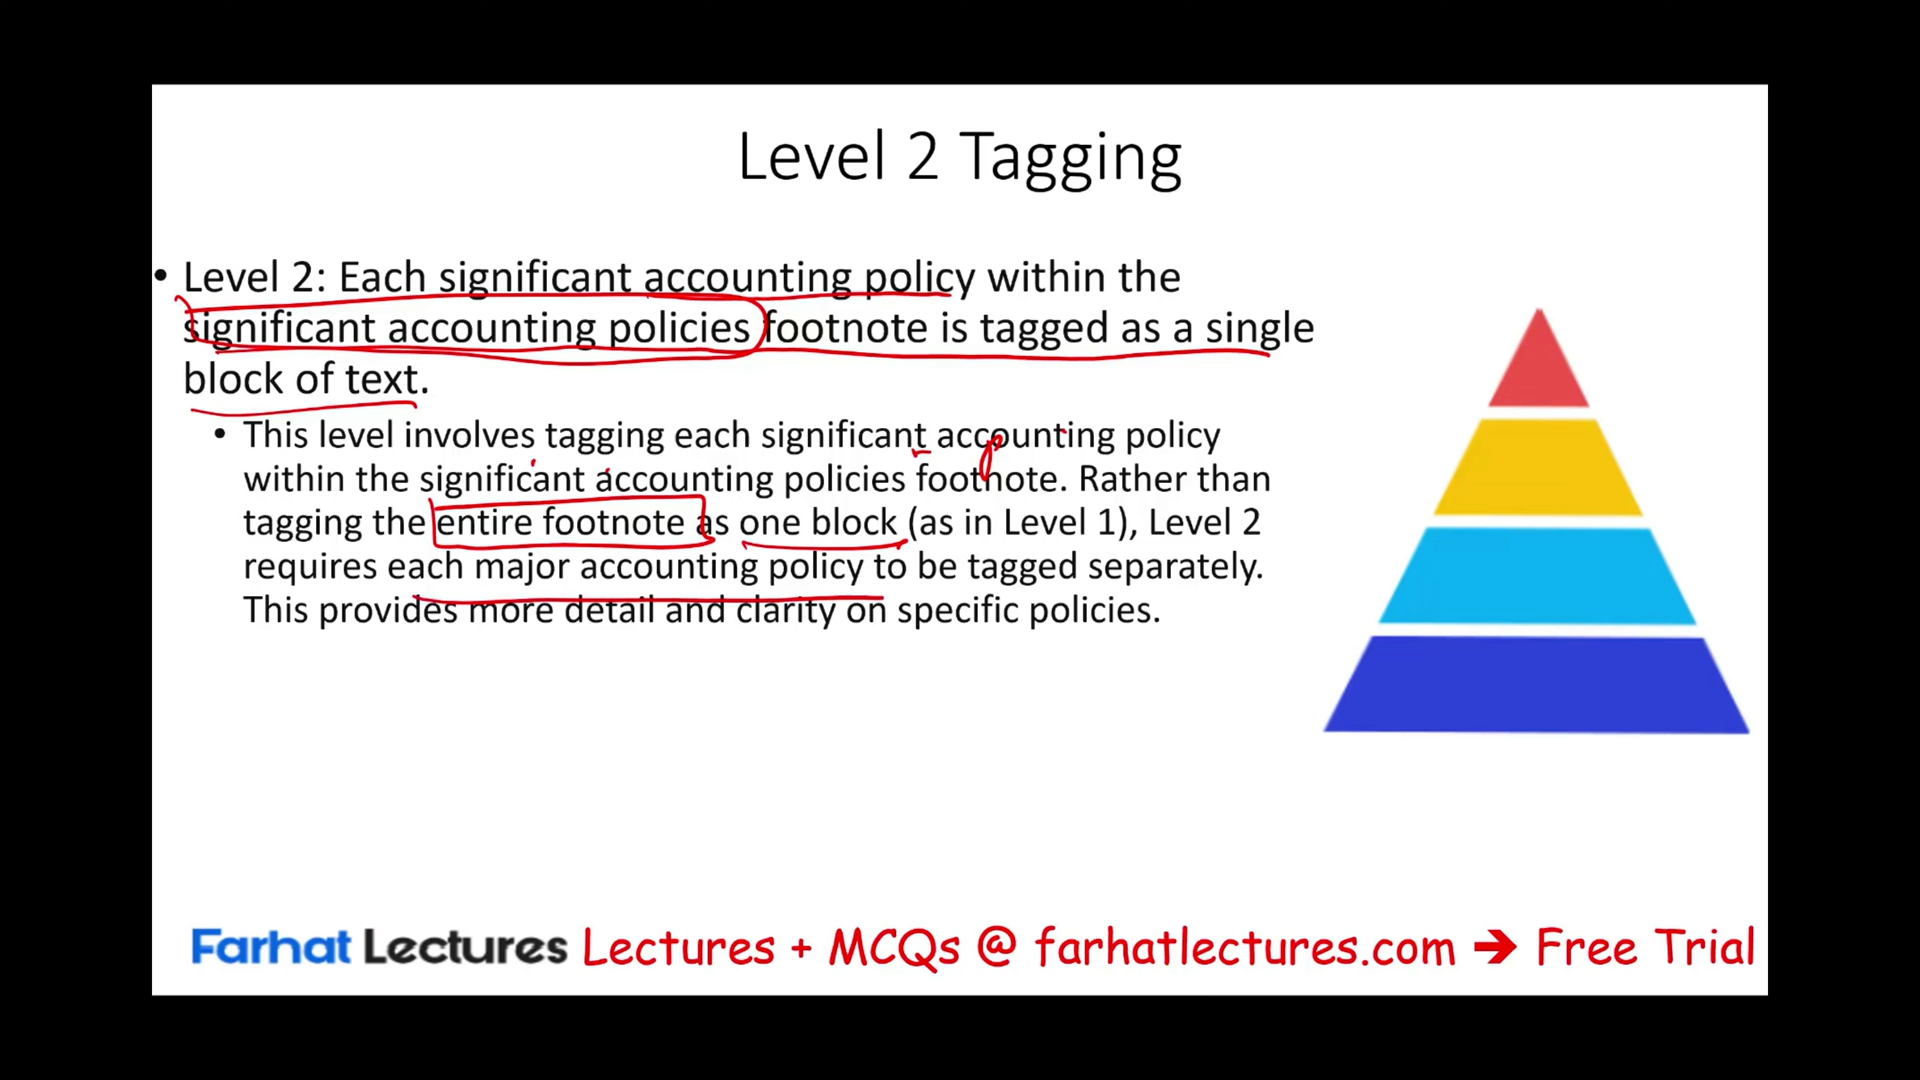 Level 2 Tagging
• Level 2: Each significant accounting policy within the
significant accounting policies footnote is tagged as a single
block of text.
• This level involves tagging each significant accounting policy
within the significant accounting policies footnote. Rather than
tagging the entire footnote as one block (as in Level 1), Level 2
requires each major accounting policy to be tagged separately.
This provides more detail and clarity on specific policies.
Farhat Lectures Lectures + MCQs @ farhatlectures.com → Free Trial